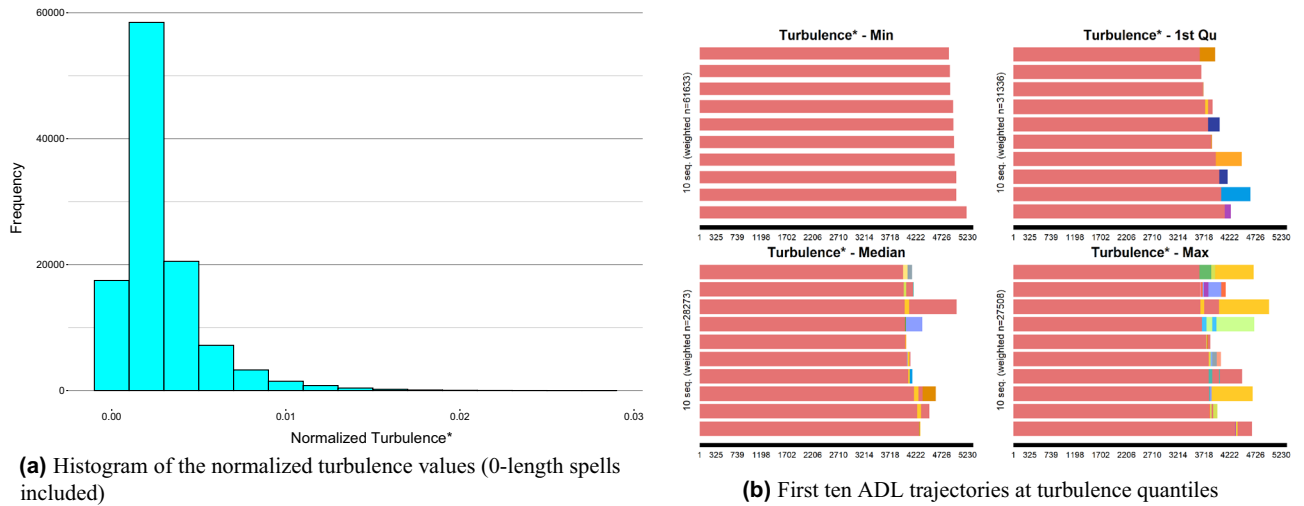 60000
40000
20000
0
Frequency
0.00 0.01 0.02 0.03
Normalized Turbulence*
(a) Histogram of the normalized turbulence values (0-length spells
included)
Turbulence* - Min
10 seq. (weighted n=61633)
1 325 739 1198 1702 2206 2710 3214 3718 4222 4726 5230
Turbulence* - 1st Qu
10 seq. (weighted n=31336)
1 325 739 1198 1702 2206 2710 3214 3718 4222 4726 5230
Turbulence* - Median
10 seq. (weighted n=28273)
1 325 739 1198 1702 2206 2710 3214 3718 4222 4726 5230
Turbulence* - Max
10 seq. (weighted n=27508)
1 325 739 1198 1702 2206 2710 3214 3718 4222 4726 5230
(b) First ten ADL trajectories at turbulence quantiles